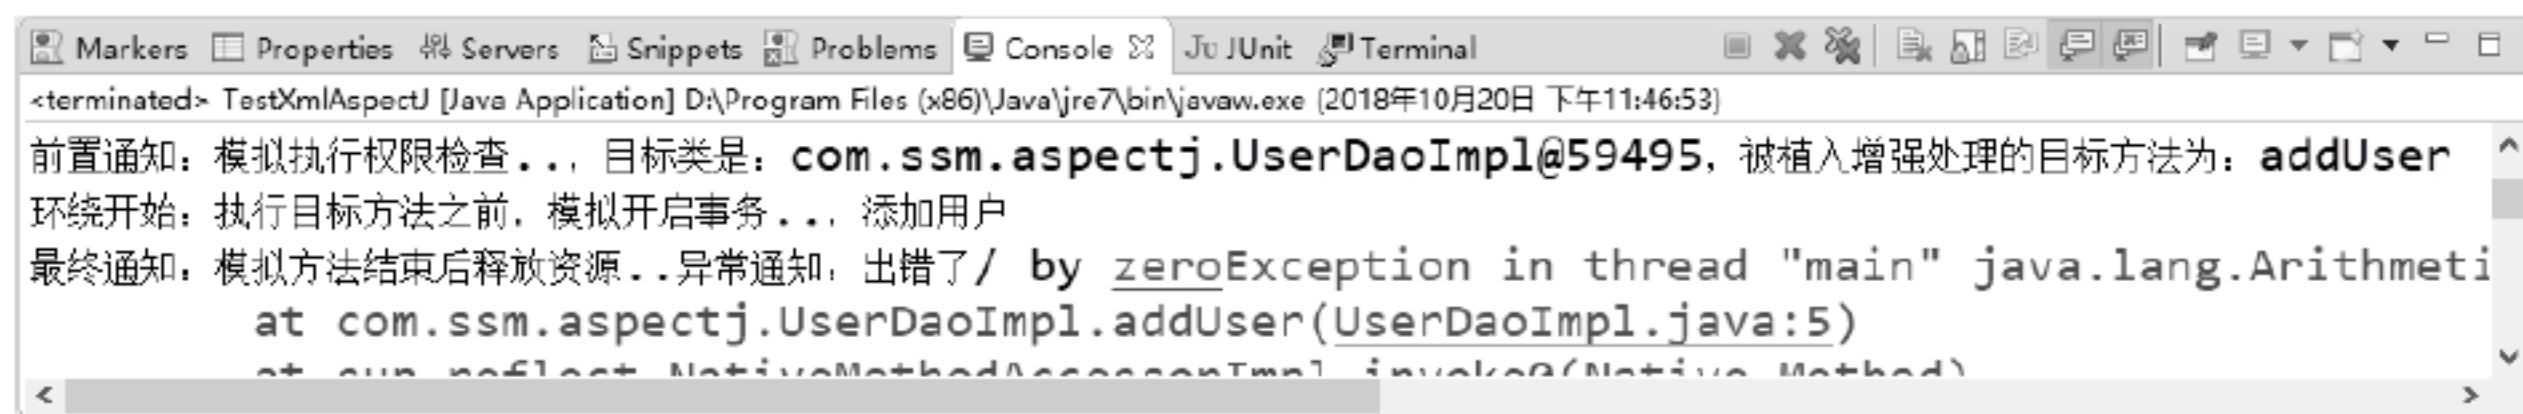 Markers Properties Servers Snippets Problems Console JUnit Terminal
<terminated> TestXmlAspectJ [Java Application] D:\Program Files (x86)\Java\jre7\bin\javaw.exe (2018年10月20日 下午11:46:53)
前置通知：模拟执行权限检查..，目标类是：com.ssm.aspectj.UserDaoImpl@59495，被植入增强处理的目标方法为：addUser
环绕开始：执行目标方法之前，模拟开启事务..，添加用户
最终通知：模拟方法结束后释放资源..异常通知：出错了/ by zeroException in thread "main" java.lang.Arithmeti
at com.ssm.aspectj.UserDaoImpl.addUser(UserDaoImpl.java:5)
at sun.reflect.NativeMethodAccessorImpl.invoke0(Native Method)